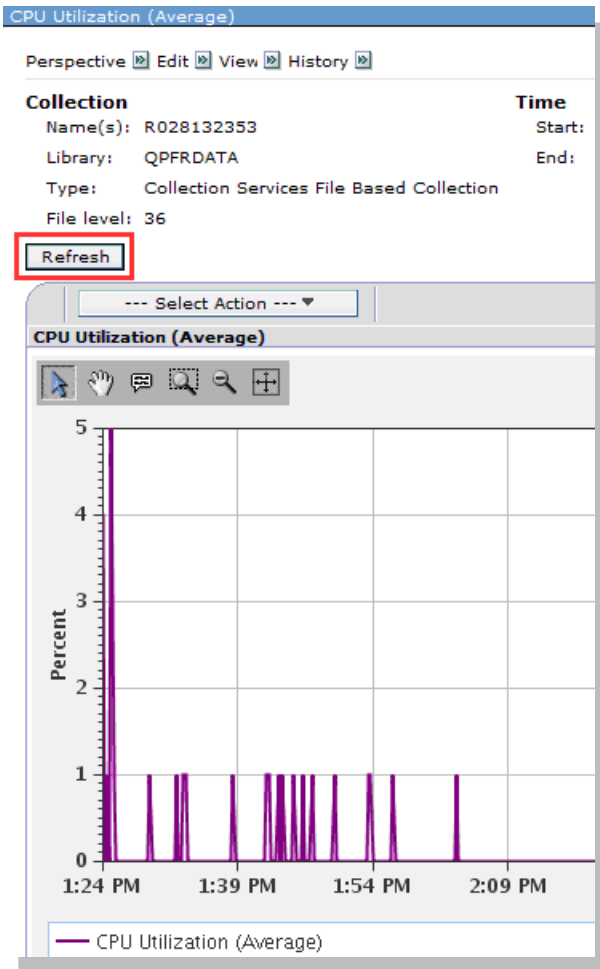 CPU Utilization (Average)
Perspective Edit View History
Collection Time
Name(s): R028132353 Start:
Library: QPFRDATA End:
Type: Collection Services File Based Collection
File level: 36
Refresh
--- Select Action ---
CPU Utilization (Average)
5
4
3
2
1
0
Percent
1:24 PM 1:39 PM 1:54 PM 2:09 PM
CPU Utilization (Average)